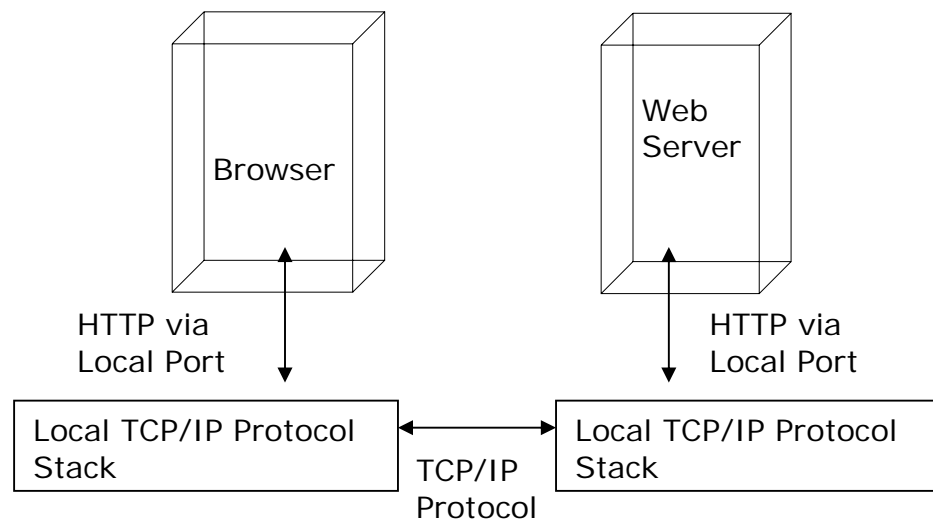 Browser
Web
Server
HTTP via
Local Port
HTTP via
Local Port
Local TCP/IP Protocol
Stack
TCP/IP
Protocol
Local TCP/IP Protocol
Stack